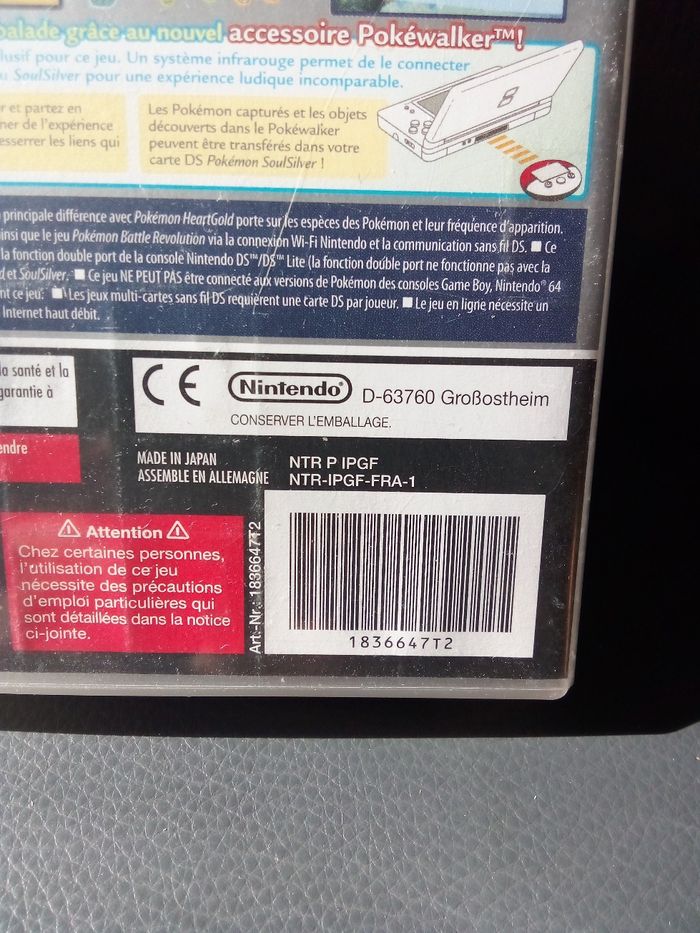 balade grâce au nouvel accessoire Pokéwalker™!
clusif pour ce jeu. Un système infrarouge permet de le connecter
u SoulSilver pour une expérience ludique incomparable.
r et partez en
ner de l'expérience
esserrer les liens qui
Les Pokémon capturés et les objets
découverts dans le Pokéwalker
peuvent être transférés dans votre
carte DS Pokémon SoulSilver !
principale différence avec Pokémon HeartGold porte sur les espèces des Pokémon et leur fréquence d'apparition.
insi que le jeu Pokémon Battle Revolution via la connexion Wi-Fi Nintendo et la communication sans fil DS. ■ Ce
la fonction double port de la console Nintendo DS™/DS™ Lite (la fonction double port ne fonctionne pas avec la
d et SoulSilver. ■ Ce jeu NE PEUT PAS être connecté aux versions de Pokémon des consoles Game Boy, Nintendo® 64
nt ce jeu. ■ Les jeux multi-cartes sans fil DS requièrent une carte DS par joueur. ■ Le jeu en ligne nécessite un
Internet haut débit.
la santé et la
garantie à
endre
CE Nintendo® D-63760 Großostheim
CONSERVER L'EMBALLAGE.
MADE IN JAPAN
ASSEMBLÉ EN ALLEMAGNE
NTR P IPGF
NTR-IPGF-FRA-1
⚠ Attention ⚠
Chez certaines personnes,
l'utilisation de ce jeu
nécessite des précautions
d'emploi particulières qui
sont détaillées dans la notice
ci-jointe.
Art.-Nr.: 1836647T2
1836647T2